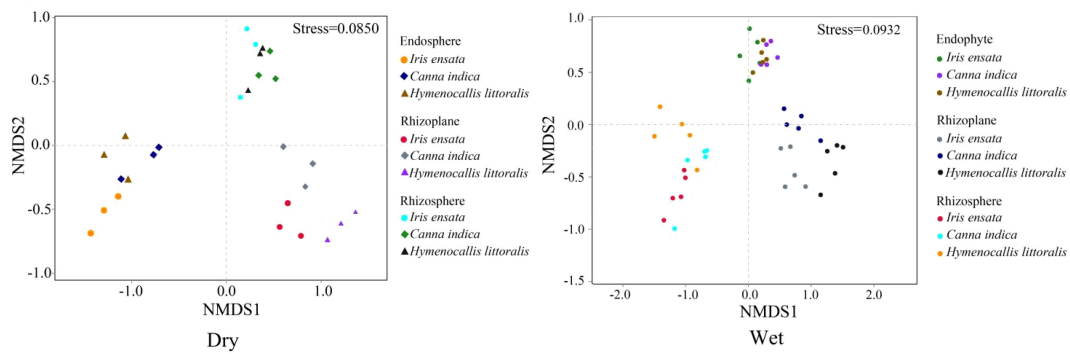 Stress=0.0850
1.0
0.5
0.0
-0.5
-1.0
NMDS2
-1.0
0.0
1.0
NMDS1
Dry
Endosphere
Iris ensata
Canna indica
Hymenocallis littoralis
Rhizoplane
Iris ensata
Canna indica
Hymenocallis littoralis
Rhizosphere
Iris ensata
Canna indica
Hymenocallis littoralis
Stress=0.0932
1.0
0.5
0.0
-0.5
-1.0
-1.5
NMDS2
-2.0
-1.0
0.0
1.0
2.0
NMDS1
Wet
Endophyte
Iris ensata
Canna indica
Hymenocallis littoralis
Rhizoplane
Iris ensata
Canna indica
Hymenocallis littoralis
Rhizosphere
Iris ensata
Canna indica
Hymenocallis littoralis